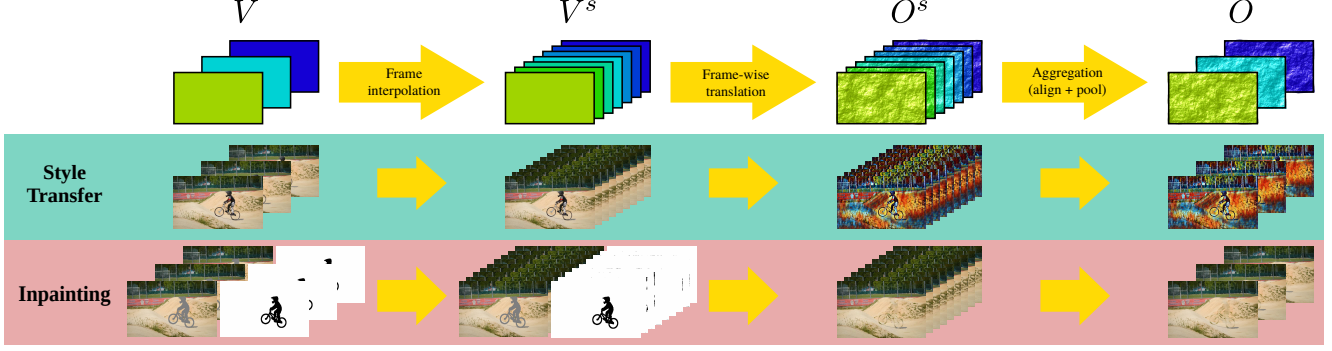 V
V^s
O^s
O
Frame
interpolation
Frame-wise
translation
Aggregation
(align + pool)
Style
Transfer
Inpainting